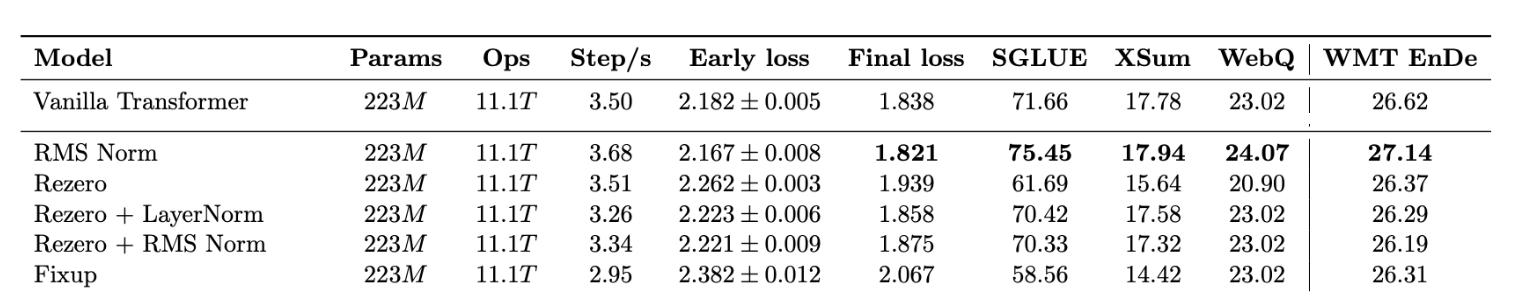 Model Params Ops Step/s Early loss Final loss SGLUE XSum WebQ WMT EnDe
Vanilla Transformer 223M 11.1T 3.50 2.182 ± 0.005 1.838 71.66 17.78 23.02 26.62
RMS Norm 223M 11.1T 3.68 2.167 ± 0.008 1.821 75.45 17.94 24.07 27.14
Rezero 223M 11.1T 3.51 2.262 ± 0.003 1.939 61.69 15.64 20.90 26.37
Rezero + LayerNorm 223M 11.1T 3.26 2.223 ± 0.006 1.858 70.42 17.58 23.02 26.29
Rezero + RMS Norm 223M 11.1T 3.34 2.221 ± 0.009 1.875 70.33 17.32 23.02 26.19
Fixup 223M 11.1T 2.95 2.382 ± 0.012 2.067 58.56 14.42 23.02 26.31